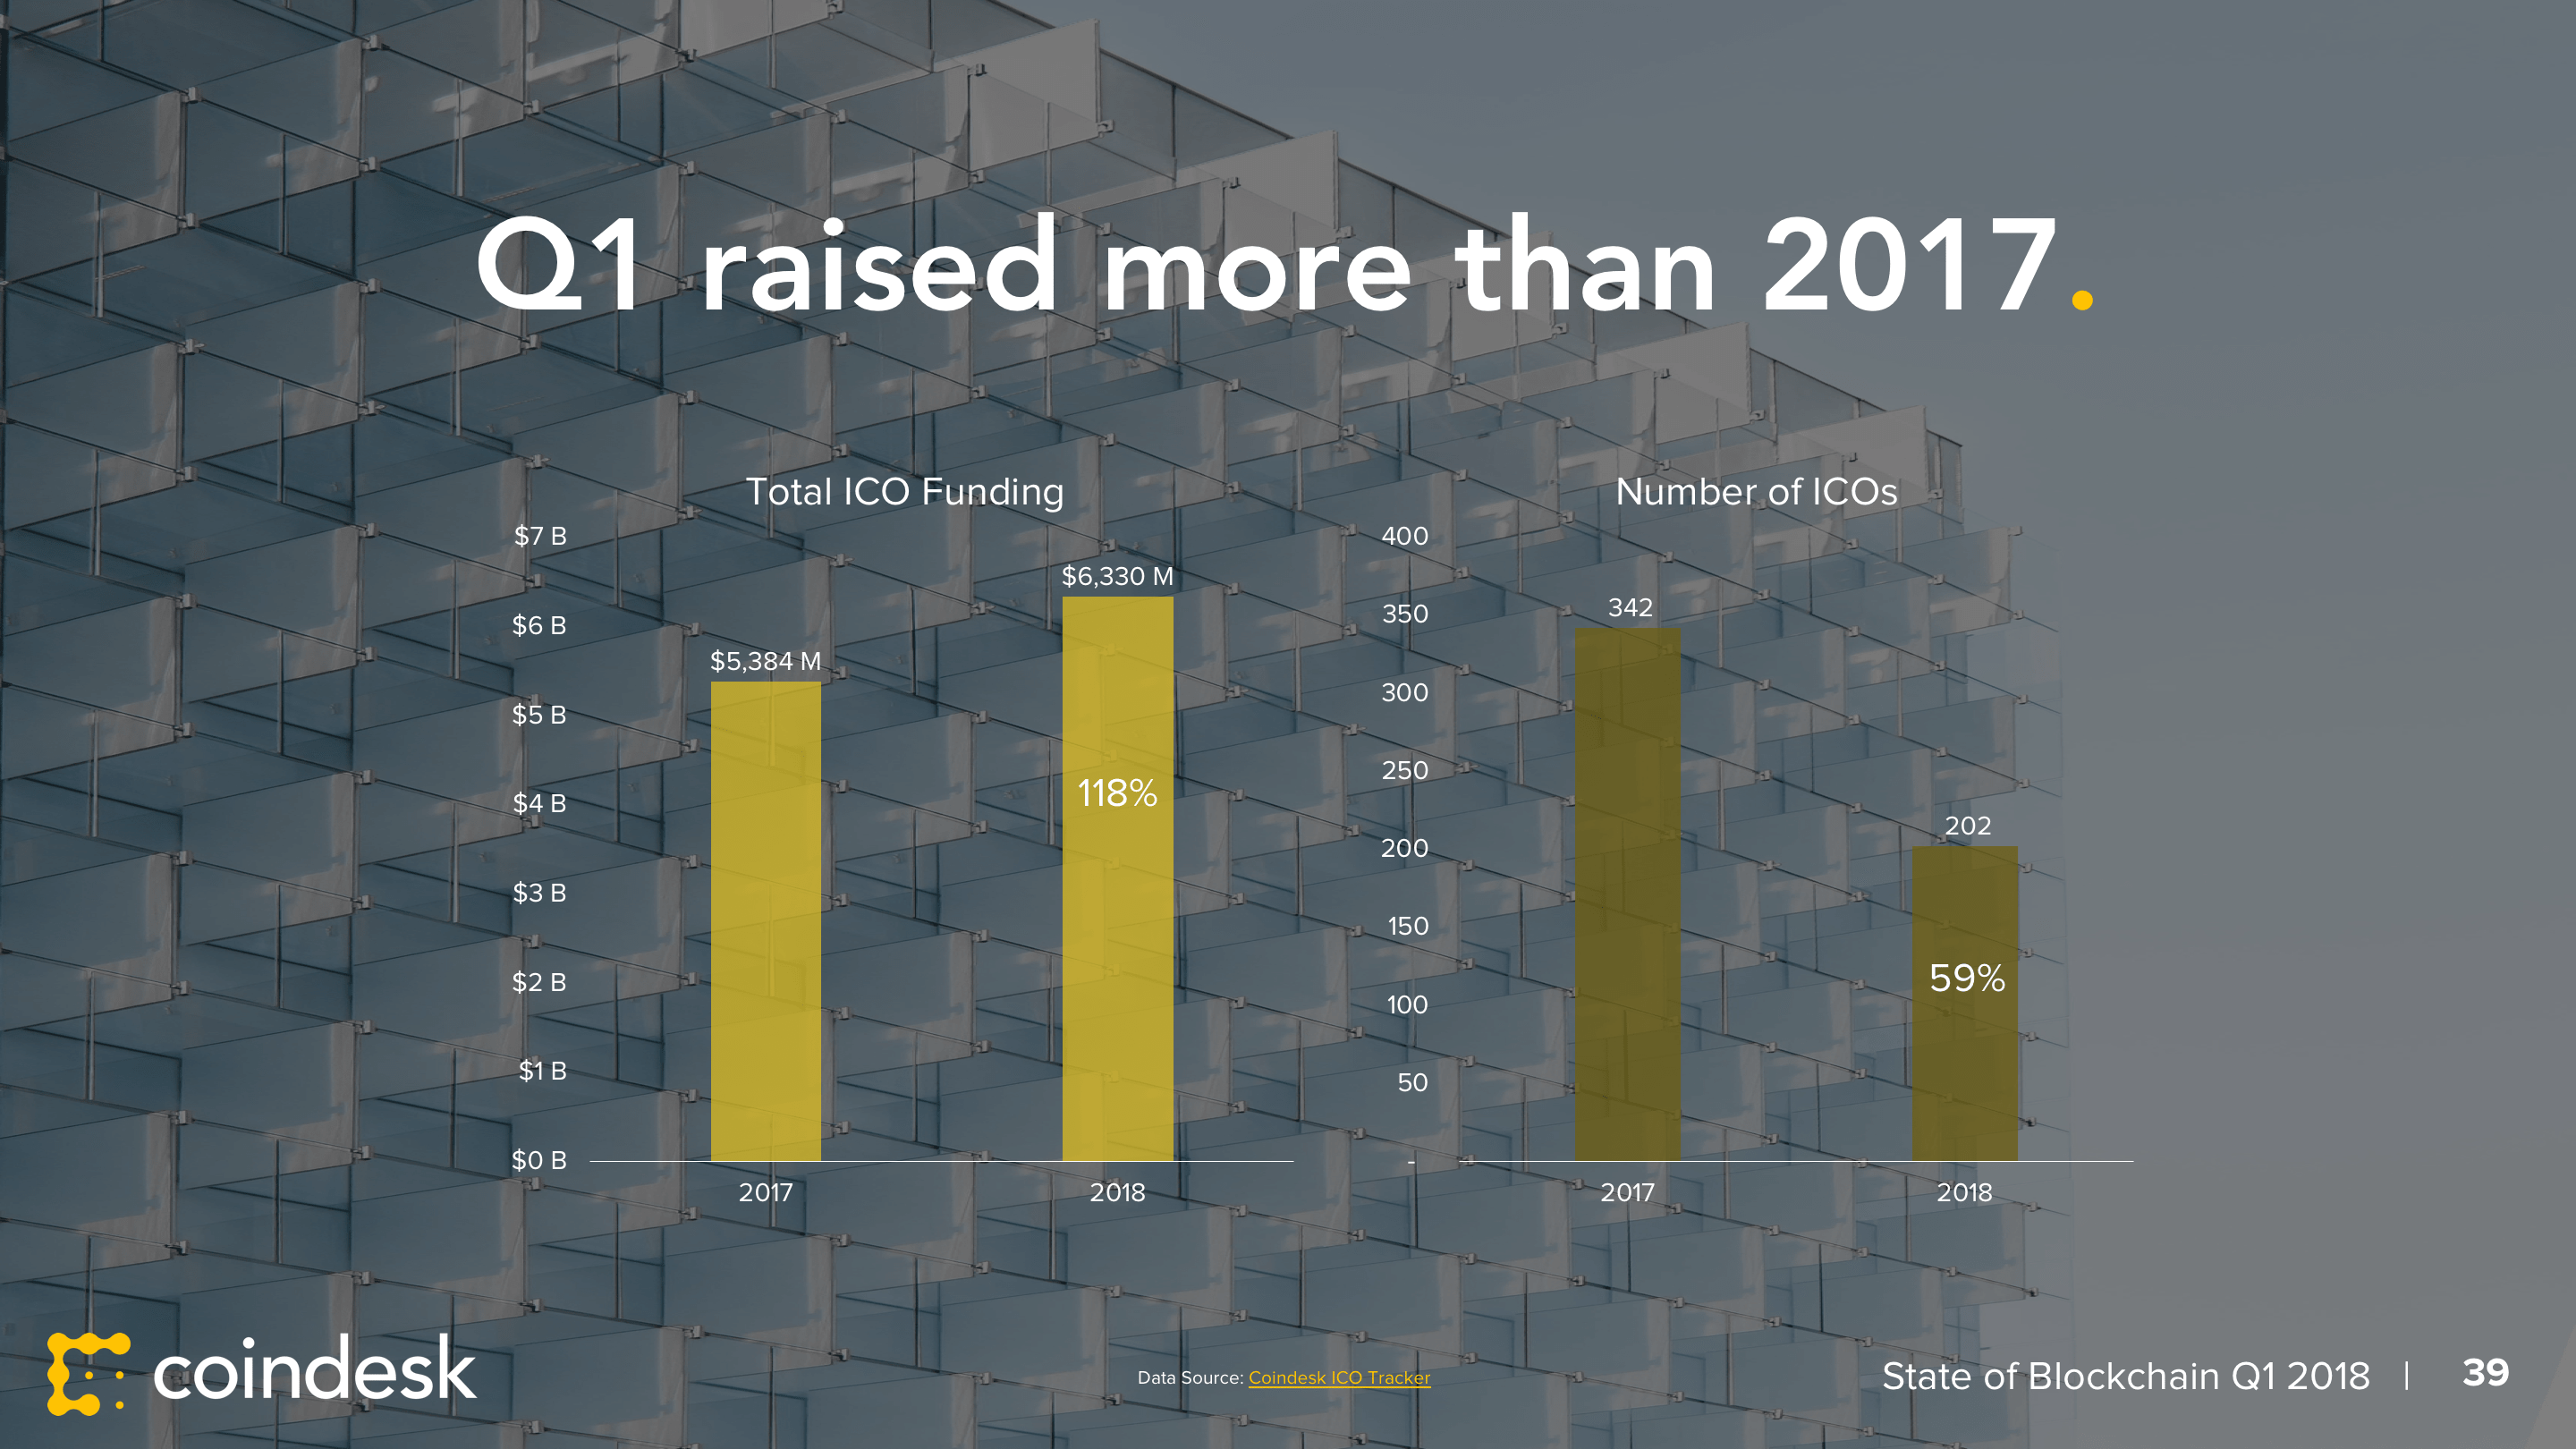 Q1 raised more than 2017.
Total ICO Funding
$7 B
$6 B
$5 B
$4 B
$3 B
$2 B
$1 B
$0 B
$5,384 M
$6,330 M
118%
2017
2018
Number of ICOs
400
350
300
250
200
150
100
50
-
342
202
59%
2017
2018
coindesk
Data Source: Coindesk ICO Tracker
State of Blockchain Q1 2018 | 39